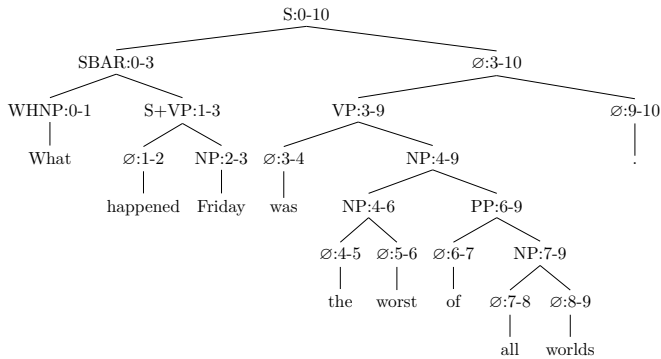 S:0-10
SBAR:0-3 ∅:3-10
WHNP:0-1 S+VP:1-3 VP:3-9 ∅:9-10
What ∅:1-2 NP:2-3 ∅:3-4 NP:4-9 .
happened Friday was NP:4-6 PP:6-9
∅:4-5 ∅:5-6 ∅:6-7 NP:7-9
the worst of ∅:7-8 ∅:8-9
all worlds